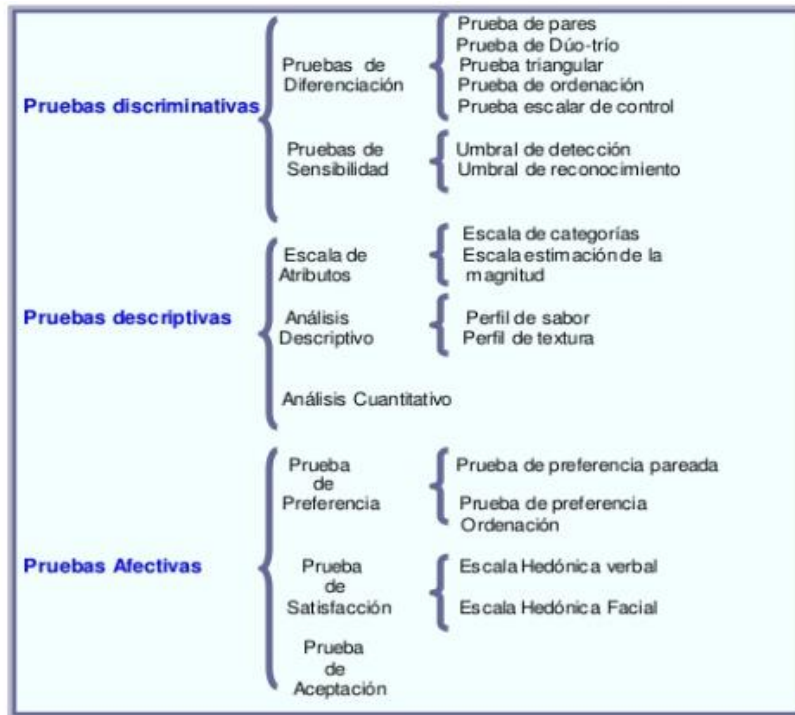 Pruebas discriminativas
Pruebas de
Diferenciación
Prueba de pares
Prueba de Dúo-trío
Prueba triangular
Prueba de ordenación
Prueba escalar de control
Pruebas de
Sensibilidad
Umbral de detección
Umbral de reconocimiento
Pruebas descriptivas
Escala de
Atributos
Escala de categorías
Escala estimación de la
magnitud
Análisis
Descriptivo
Perfil de sabor
Perfil de textura
Análisis Cuantitativo
Pruebas Afectivas
Prueba
de
Preferencia
Prueba de preferencia pareada
Prueba de preferencia
Ordenación
Prueba
de
Satisfacción
Escala Hedónica verbal
Escala Hedónica Facial
Prueba
de
Aceptación